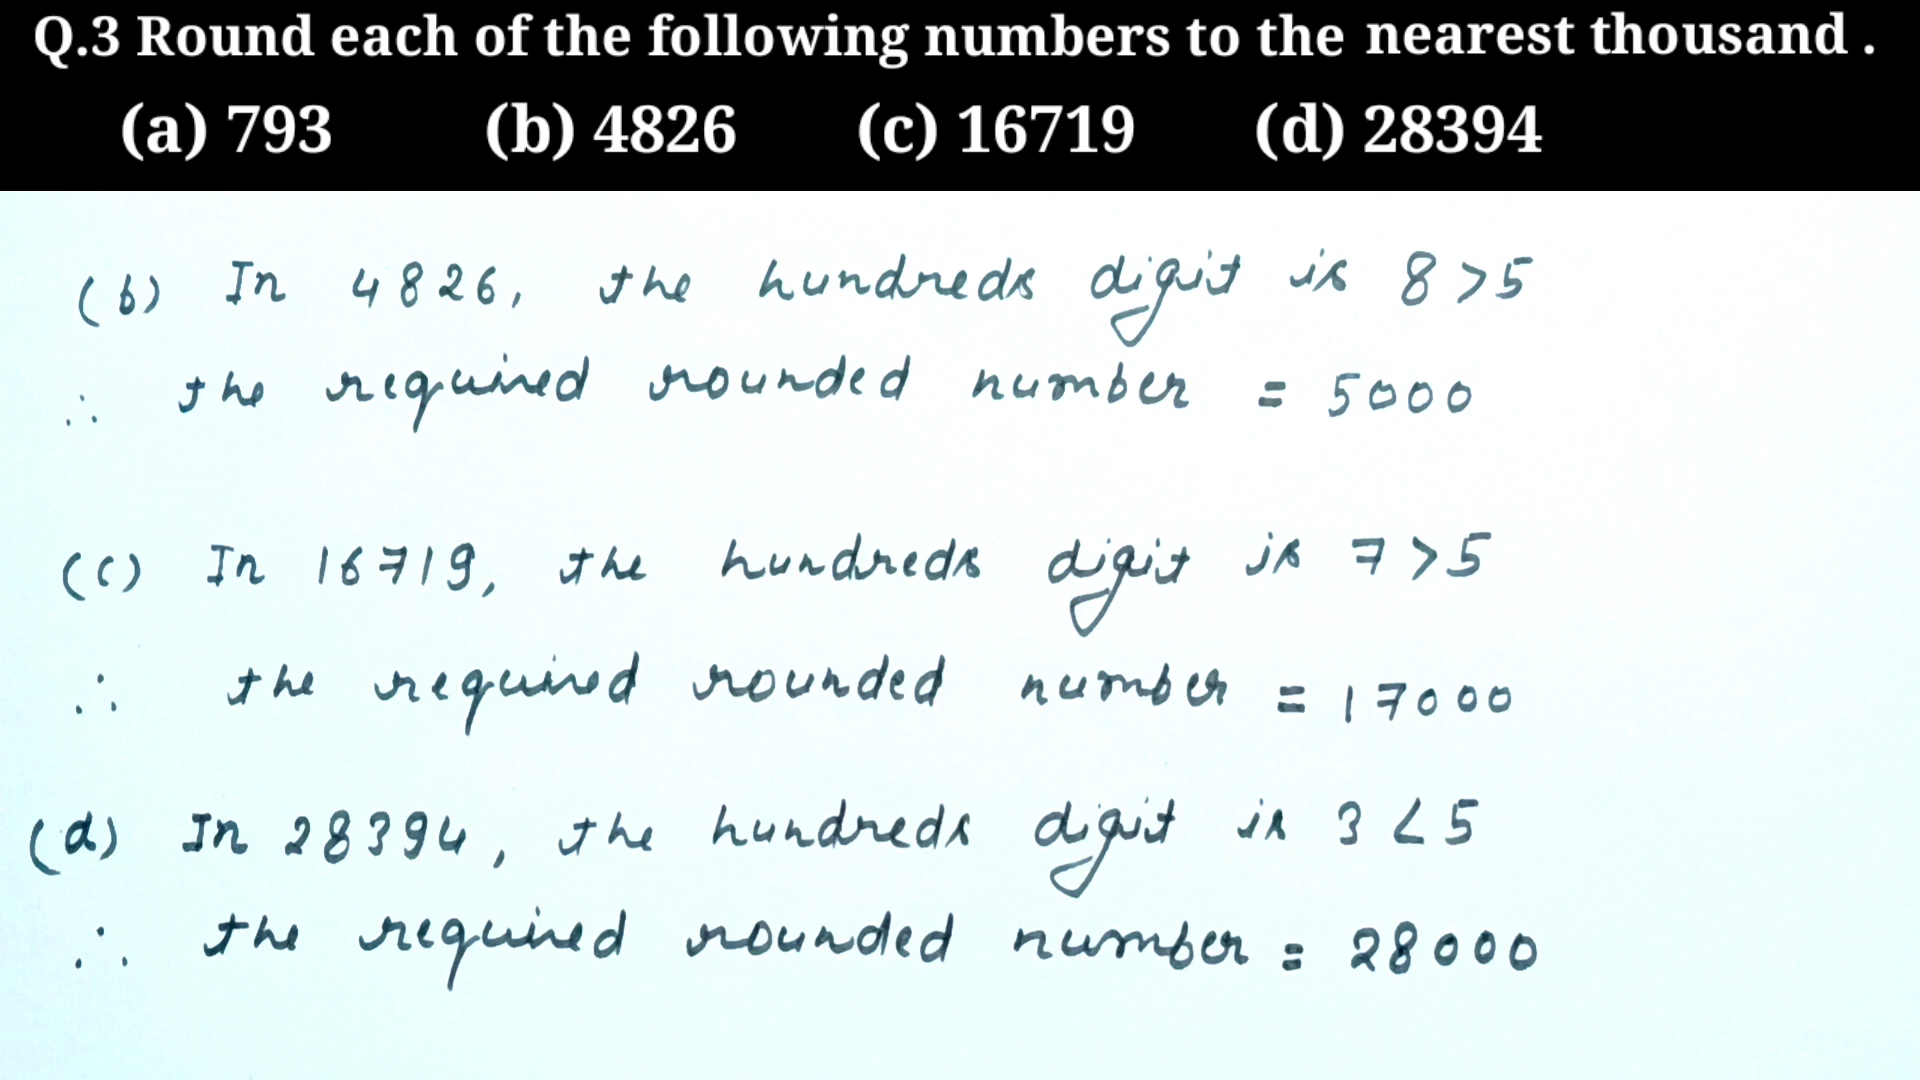 Q.3 Round each of the following numbers to the nearest thousand .
(a) 793 (b) 4826 (c) 16719 (d) 28394
(b) In 4826, the hundreds digit is 8 >5
∴ the required rounded number = 5000
(c) In 16719, the hundreds digit is 7 >5
∴ the required rounded number = 17000
(d) In 28394, the hundreds digit is 3 <5
∴ the required rounded number = 28000